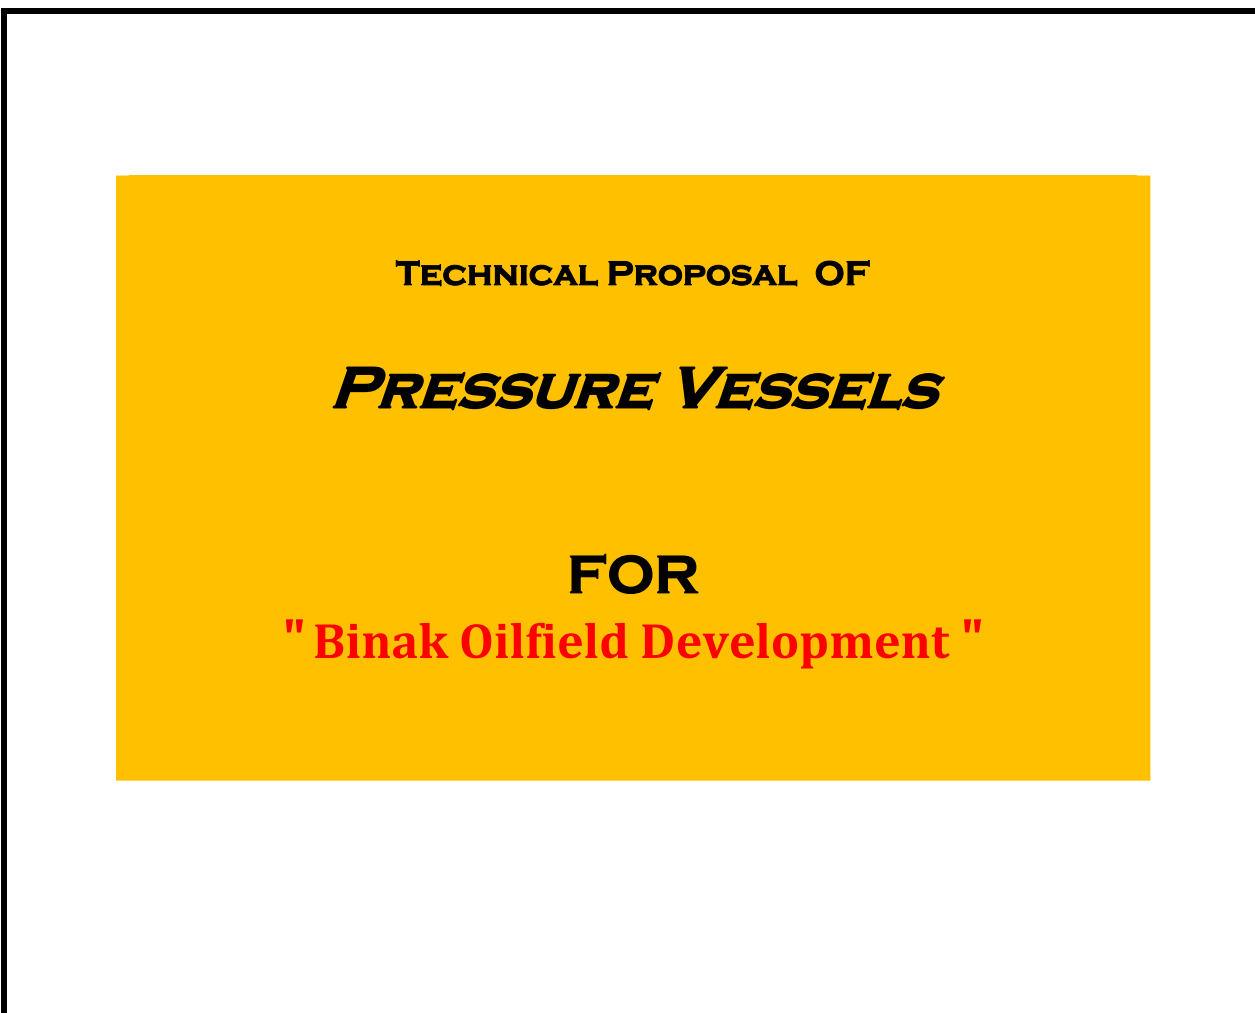 Technical Proposal OF
Pressure Vessels
FOR
" Binak Oilfield Development "